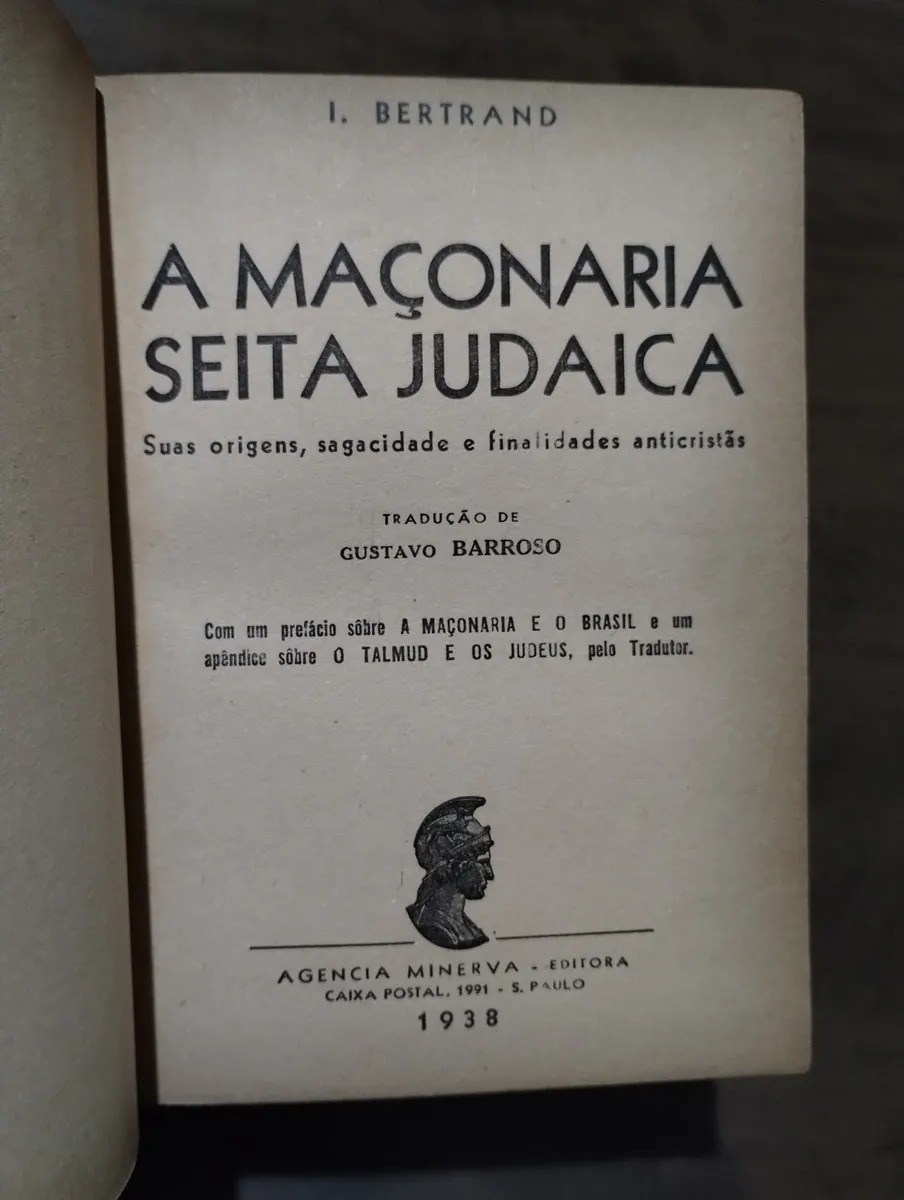 I. BERTRAND
A MAÇONARIA
SEITA JUDAICA
Suas origens, sagacidade e finalidades anticristãs
TRADUÇÃO DE
GUSTAVO BARROSO
Com um prefácio sôbre A MAÇONARIA E O BRASIL e um
apêndice sôbre O TALMUD E OS JUDEUS, pelo Tradutor.
AGENCIA MINERVA - EDITORA
CAIXA POSTAL, 1991 - S. PAULO
1938